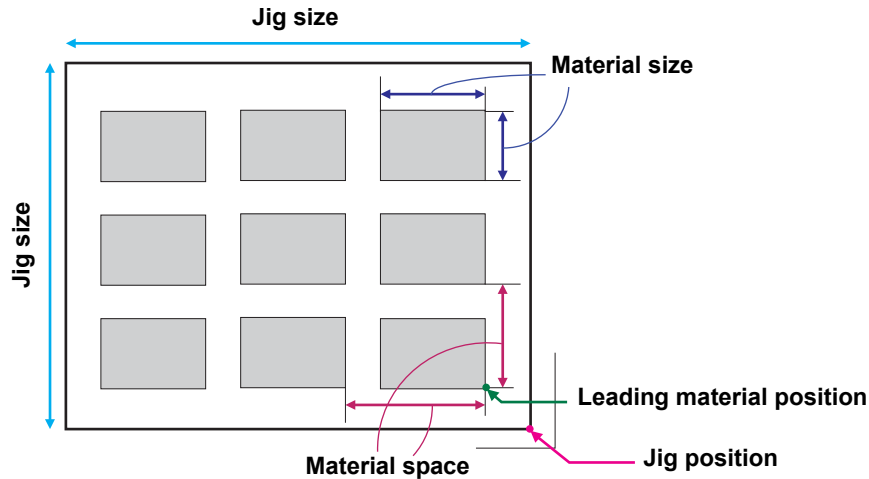 Jig size
Material size
Jig size
Leading material position
Material space
Jig position